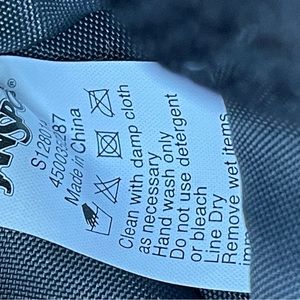 Made in China
Clean with damp cloth
as necessary
Hand wash only
Do not use detergent
or bleach
Line Dry
Remove wet items